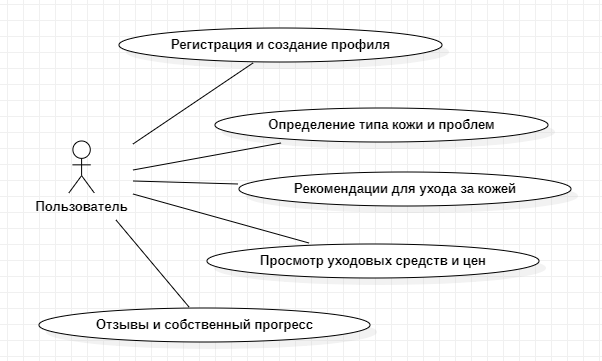 Регистрация и создание профиля
Определение типа кожи и проблем
Рекомендации для ухода за кожей
Пользователь
Просмотр уходовых средств и цен
Отзывы и собственный прогресс